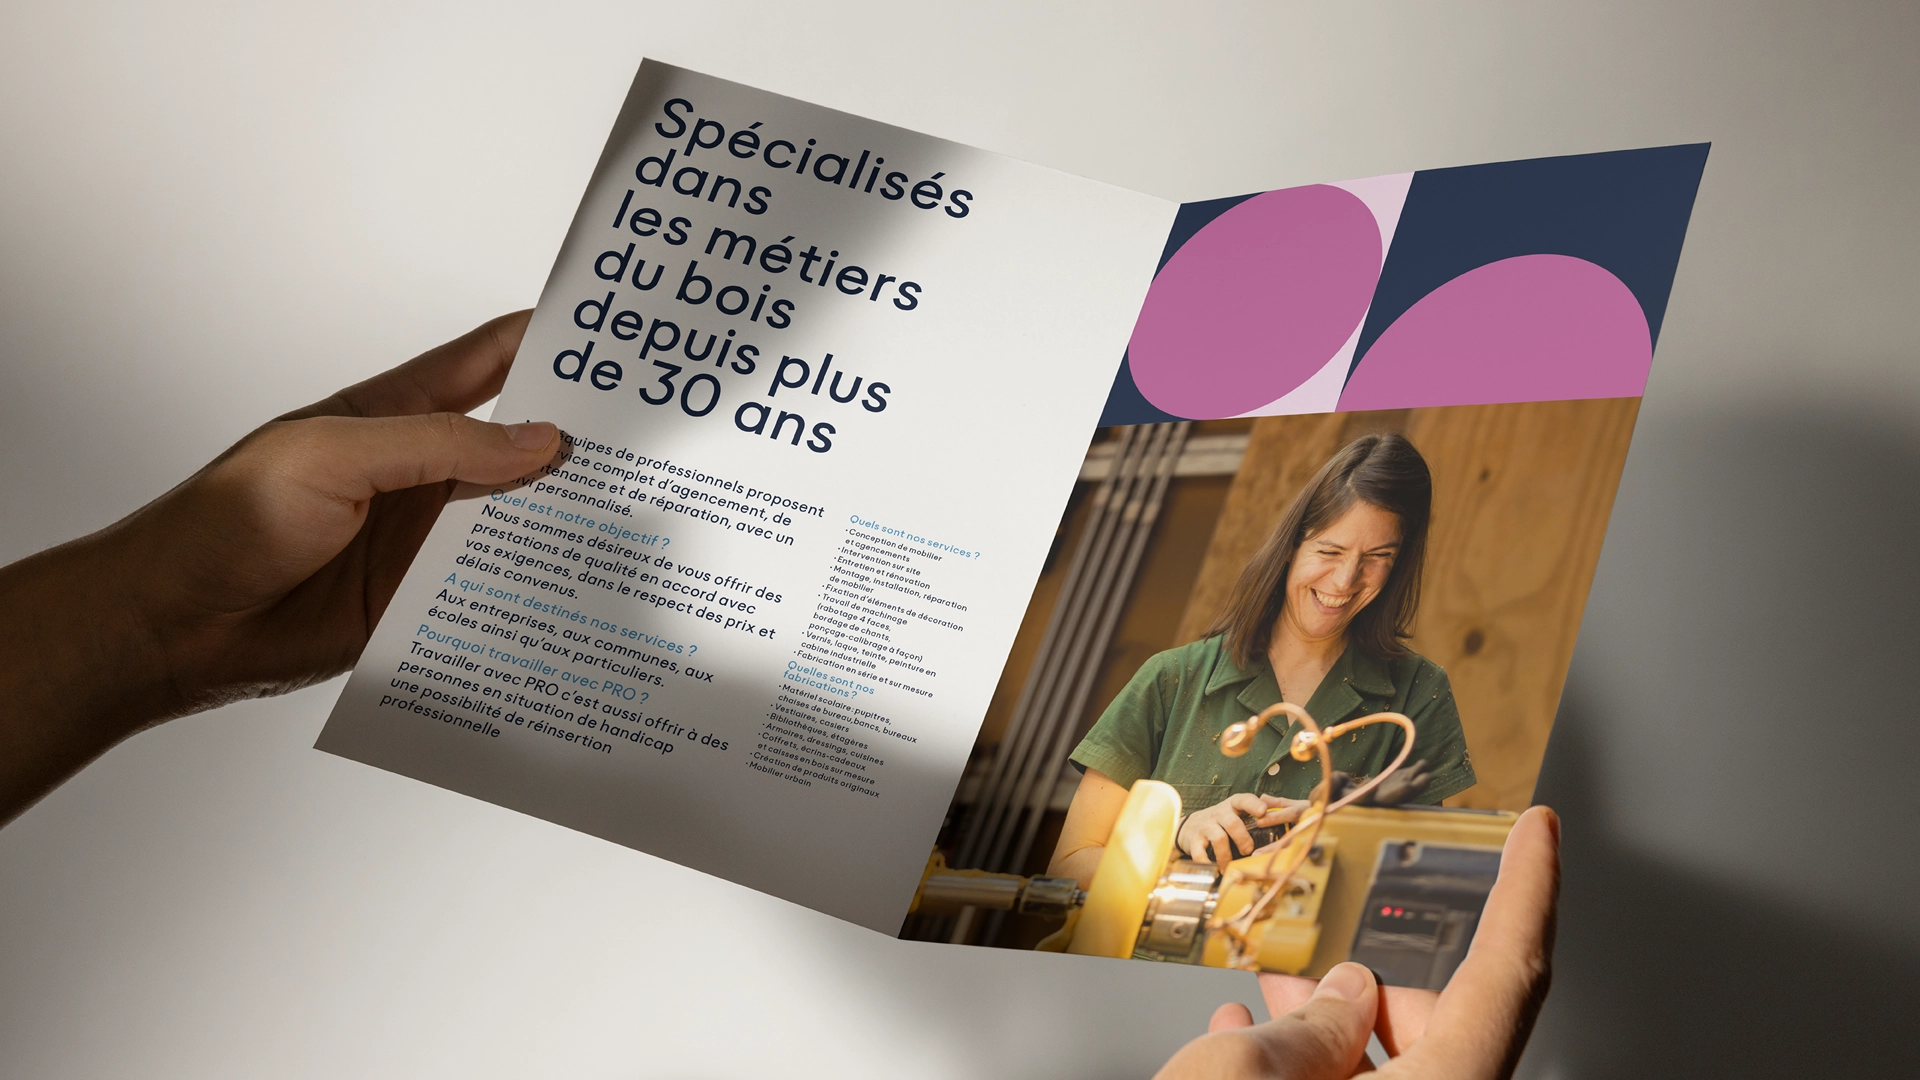 Spécialisés
dans
les métiers
du bois
depuis plus
de 30 ans
équipes de professionnels proposent
service complet d'agencement, de
et de réparation, avec un
personnalisé.
Quel est notre objectif ?
Nous sommes désireux de vous offrir des
prestations de qualité en accord avec
vos exigences, dans le respect des prix et
délais convenus.
A qui sont destinés nos services ?
Aux entreprises, aux communes, aux
écoles ainsi qu'aux particuliers.
Pourquoi travailler avec PRO ?
Travailler avec PRO c'est aussi offrir à des
personnes en situation de handicap
une possibilité de réinsertion
professionnelle
Quels sont nos services ?
• Conception de mobilier
et agencements
• Intervention sur site
• Entretien et rénovation
• Montage, installation, réparation
de mobilier
• Fixation d'éléments de décoration
• Travail de machinage
(rabotage 4 faces,
bordage de chants,
ponçage-calibrage à façon)
• Vernis, laque, teinte, peinture en
cabine industrielle
• Fabrication en série et sur mesure
Quelles sont nos
fabrications ?
• Matériel scolaire : pupitres,
chaises de bureau, bancs, bureaux
• Vestiaires, casiers
• Bibliothèques, étagères
• Armoires, dressings, cuisines
• Coffrets, écrins-cadeaux
et caisses en bois sur mesure
• Création de produits originaux
• Mobilier urbain